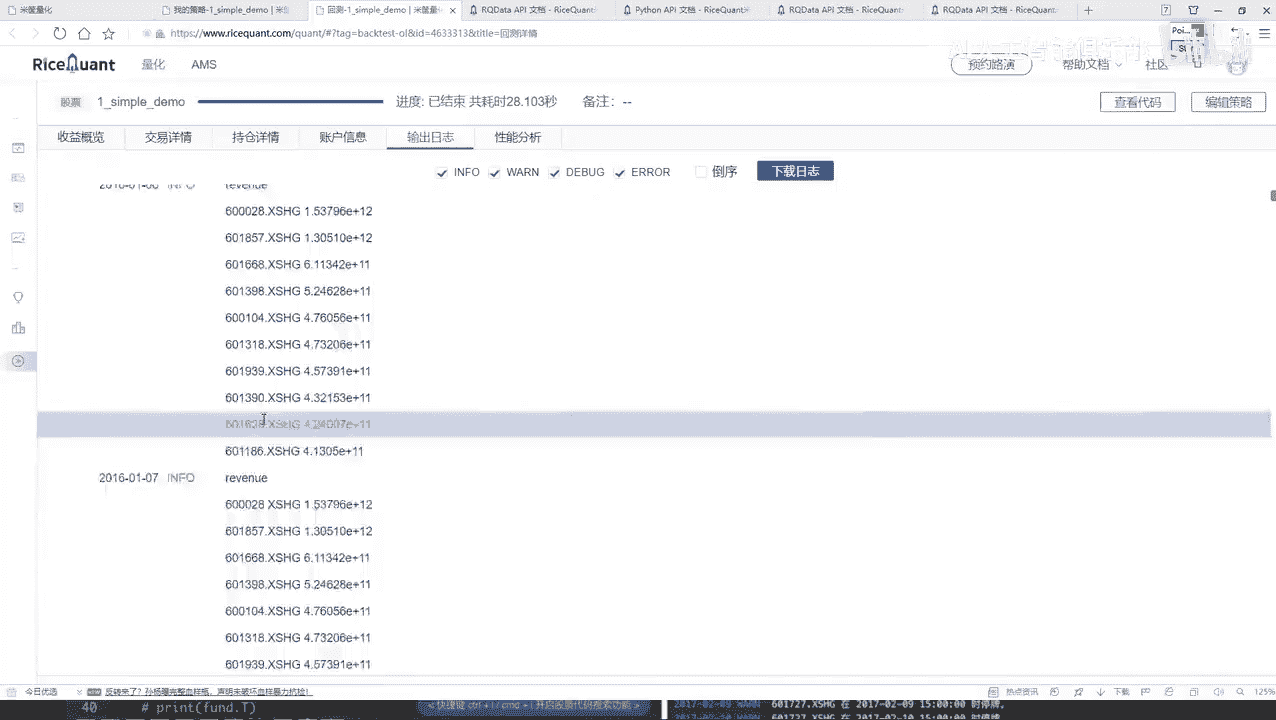 米筐量化
我的策略-1_simple_demo | 米筐
回测-1_simple_demo | 米筐量化
RQData API 文档 - RiceQuant
Python API 文档 - RiceQuant
RQData API 文档 - RiceQuant
RQData API 文档 - RiceQuant
https://www.ricequant.com/quant/#?tag=backtest-ol&id=4633313&title=回测详情
RiceQuant 量化 AMS 预约路演 帮助文档 社区
股票 1_simple_demo 进度: 已结束 共耗时28.103秒 备注: -- 查看代码 编辑策略
收益概览 交易详情 持仓详情 账户信息 输出日志 性能分析
INFO WARN DEBUG ERROR 倒序 下载日志
2016-01-06 INFO revenue
600028.XSHG 1.53796e+12
601857.XSHG 1.30510e+12
601668.XSHG 6.11342e+11
601398.XSHG 5.24628e+11
600104.XSHG 4.76056e+11
601318.XSHG 4.73206e+11
601939.XSHG 4.57391e+11
601390.XSHG 4.32153e+11
601186.XSHG 4.1305e+11
2016-01-07 INFO revenue
600028.XSHG 1.53796e+12
601857.XSHG 1.30510e+12
601668.XSHG 6.11342e+11
601398.XSHG 5.24628e+11
600104.XSHG 4.76056e+11
601318.XSHG 4.73206e+11
601939.XSHG 4.57391e+11
今日优选 热点资讯 下载 125%
40 # print(fund.T)
2017-02-09 WARN 601727.XSHG 在 2017-02-09 15:00:00 时停牌,
2017-02-10 WARN 601727.XSHG 在 2017-02-10 15:00:00 时停牌,